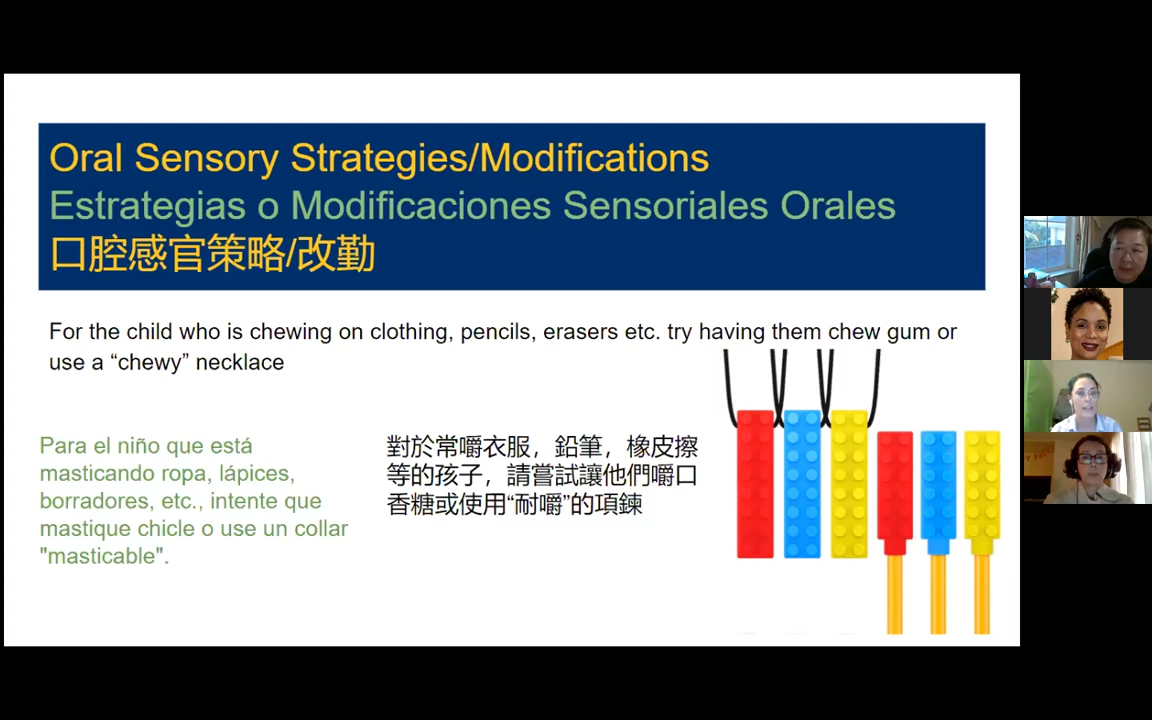 Oral Sensory Strategies/Modifications
Estrategias o Modificaciones Sensoriales Orales
口腔感官策略/改勤
For the child who is chewing on clothing, pencils, erasers etc. try having them chew gum or
use a “chewy” necklace
Para el niño que está
masticando ropa, lápices,
borradores, etc., intente que
mastique chicle o use un collar
"masticable".
對於常嚼衣服，鉛筆，橡皮擦
等的孩子，請嘗試讓他們嚼口
香糖或使用“耐嚼”的項鍊